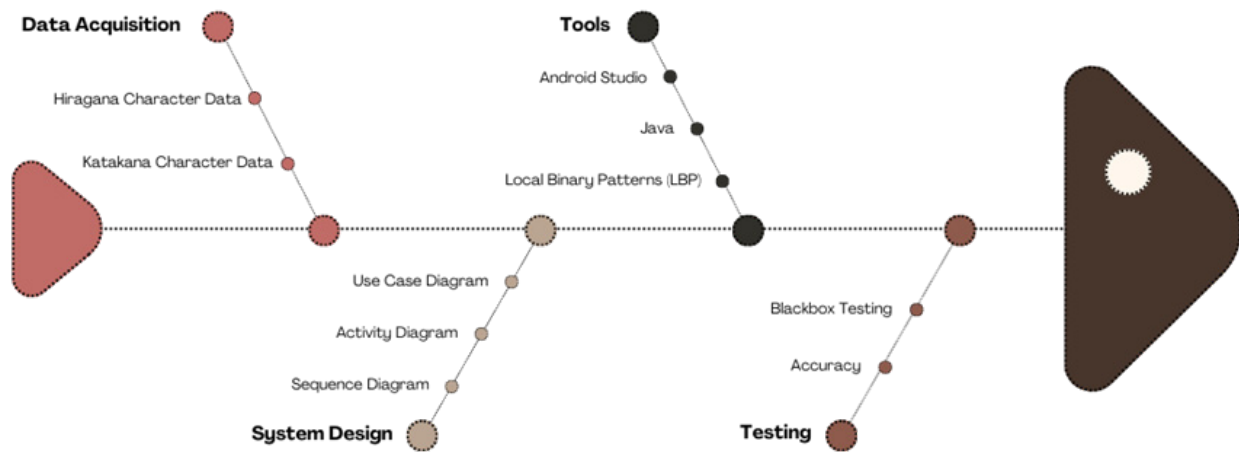 Data Acquisition
Hiragana Character Data
Katakana Character Data
Tools
Android Studio
Java
Local Binary Patterns (LBP)
Use Case Diagram
Activity Diagram
Sequence Diagram
System Design
Blackbox Testing
Accuracy
Testing